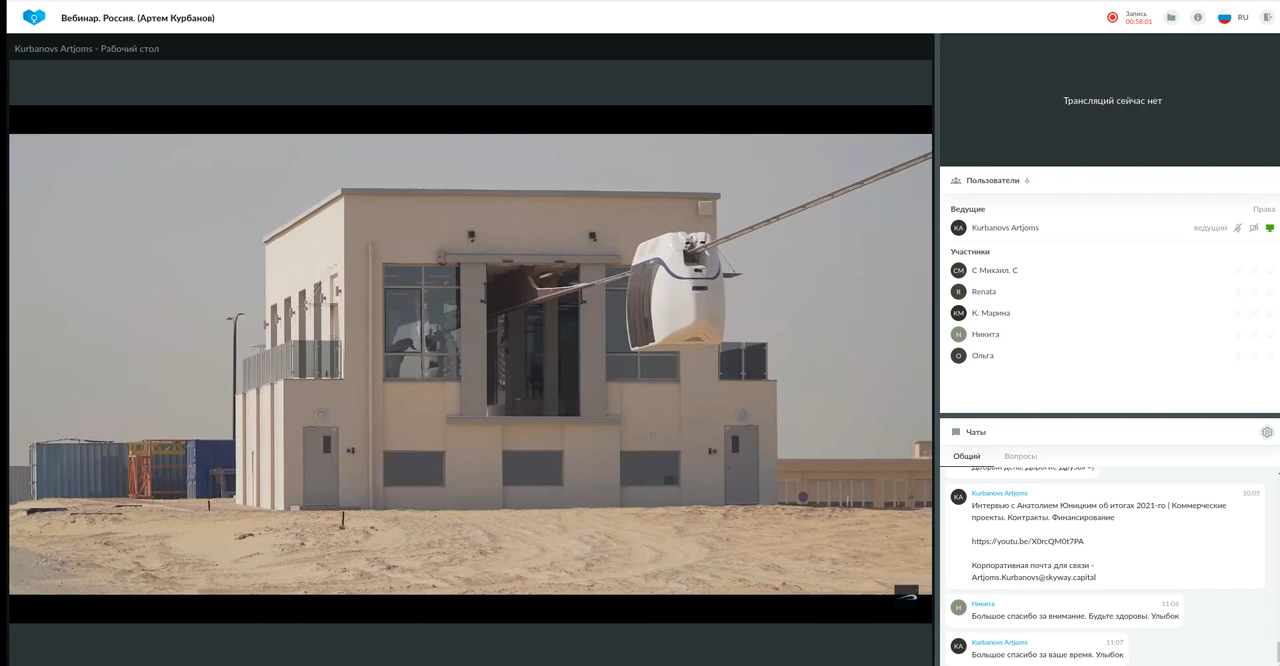 Вебинар. Россия. (Артем Курбанов)
Запись
00:58:01
RU
Kurbanovs Artjoms - Рабочий стол
Трансляций сейчас нет
Пользователи 6
Ведущие Права
KA Kurbanovs Artjoms ведущий
Участники
СМ С Михаил. С
R Renata
КМ К. Марина
Н Никита
О Ольга
Чаты
Общий Вопросы
Добрый день, Дорогие Друзья =)
KA Kurbanovs Artjoms 10:05
Интервью с Анатолием Юницким об итогах 2021-го | Коммерческие
проекты. Контракты. Финансирование
https://youtu.be/X0rcQM0t7PA
Корпоративная почта для связи -
Artjoms.Kurbanovs@skyway.capital
Н Никита 11:06
Большое спасибо за внимание. Будьте здоровы. Улыбок
KA Kurbanovs Artjoms 11:07
Большое спасибо за ваше время. Улыбок